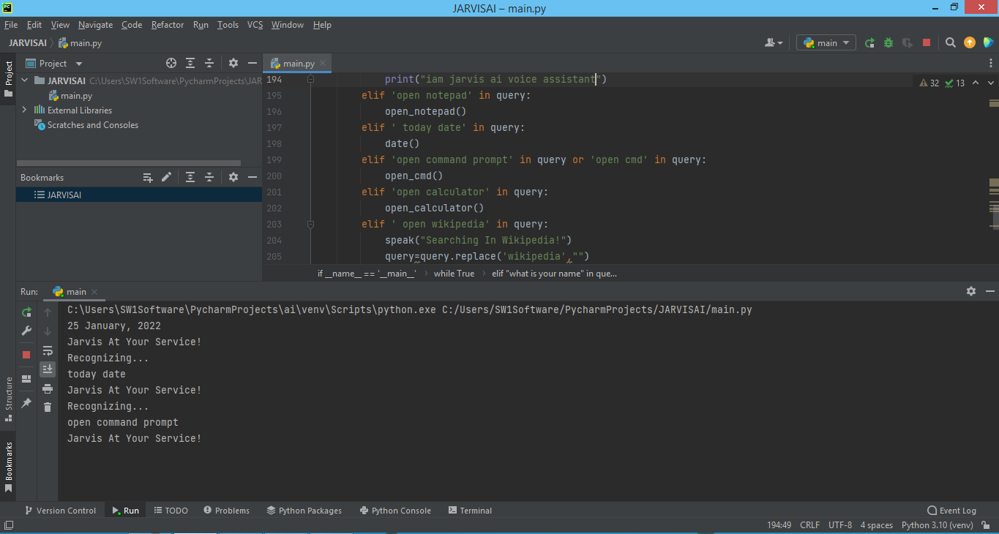 PC
JARVISAI – main.py
File Edit View Navigate Code Refactor Run Tools VCS Window Help
JARVISAI main.py
main
Project
Project
main.py
JARVISAI C:\Users\SW1Software\PycharmProjects\JAR
main.py
External Libraries
Scratches and Consoles
Bookmarks
JARVISAI
32 13
194 print("iam jarvis ai voice assistant")
195 elif 'open notepad' in query:
196 open_notepad()
197 elif ' today date' in query:
198 date()
199 elif 'open command prompt' in query or 'open cmd' in query:
200 open_cmd()
201 elif 'open calculator' in query:
202 open_calculator()
203 elif ' open wikipedia' in query:
204 speak("Searching In Wikipedia!")
205 query=query.replace('wikipedia',"")
if __name__ == '__main__' › while True › elif "what is your name" in que...
Run: main
C:\Users\SW1Software\PycharmProjects\ai\venv\Scripts\python.exe C:/Users/SW1Software/PycharmProjects/JARVISAI/main.py
25 January, 2022
Jarvis At Your Service!
Recognizing...
today date
Jarvis At Your Service!
Recognizing...
open command prompt
Jarvis At Your Service!
Structure
Bookmarks
Version Control Run TODO Problems Python Packages Python Console Terminal Event Log
194:49 CRLF UTF-8 4 spaces Python 3.10 (venv)